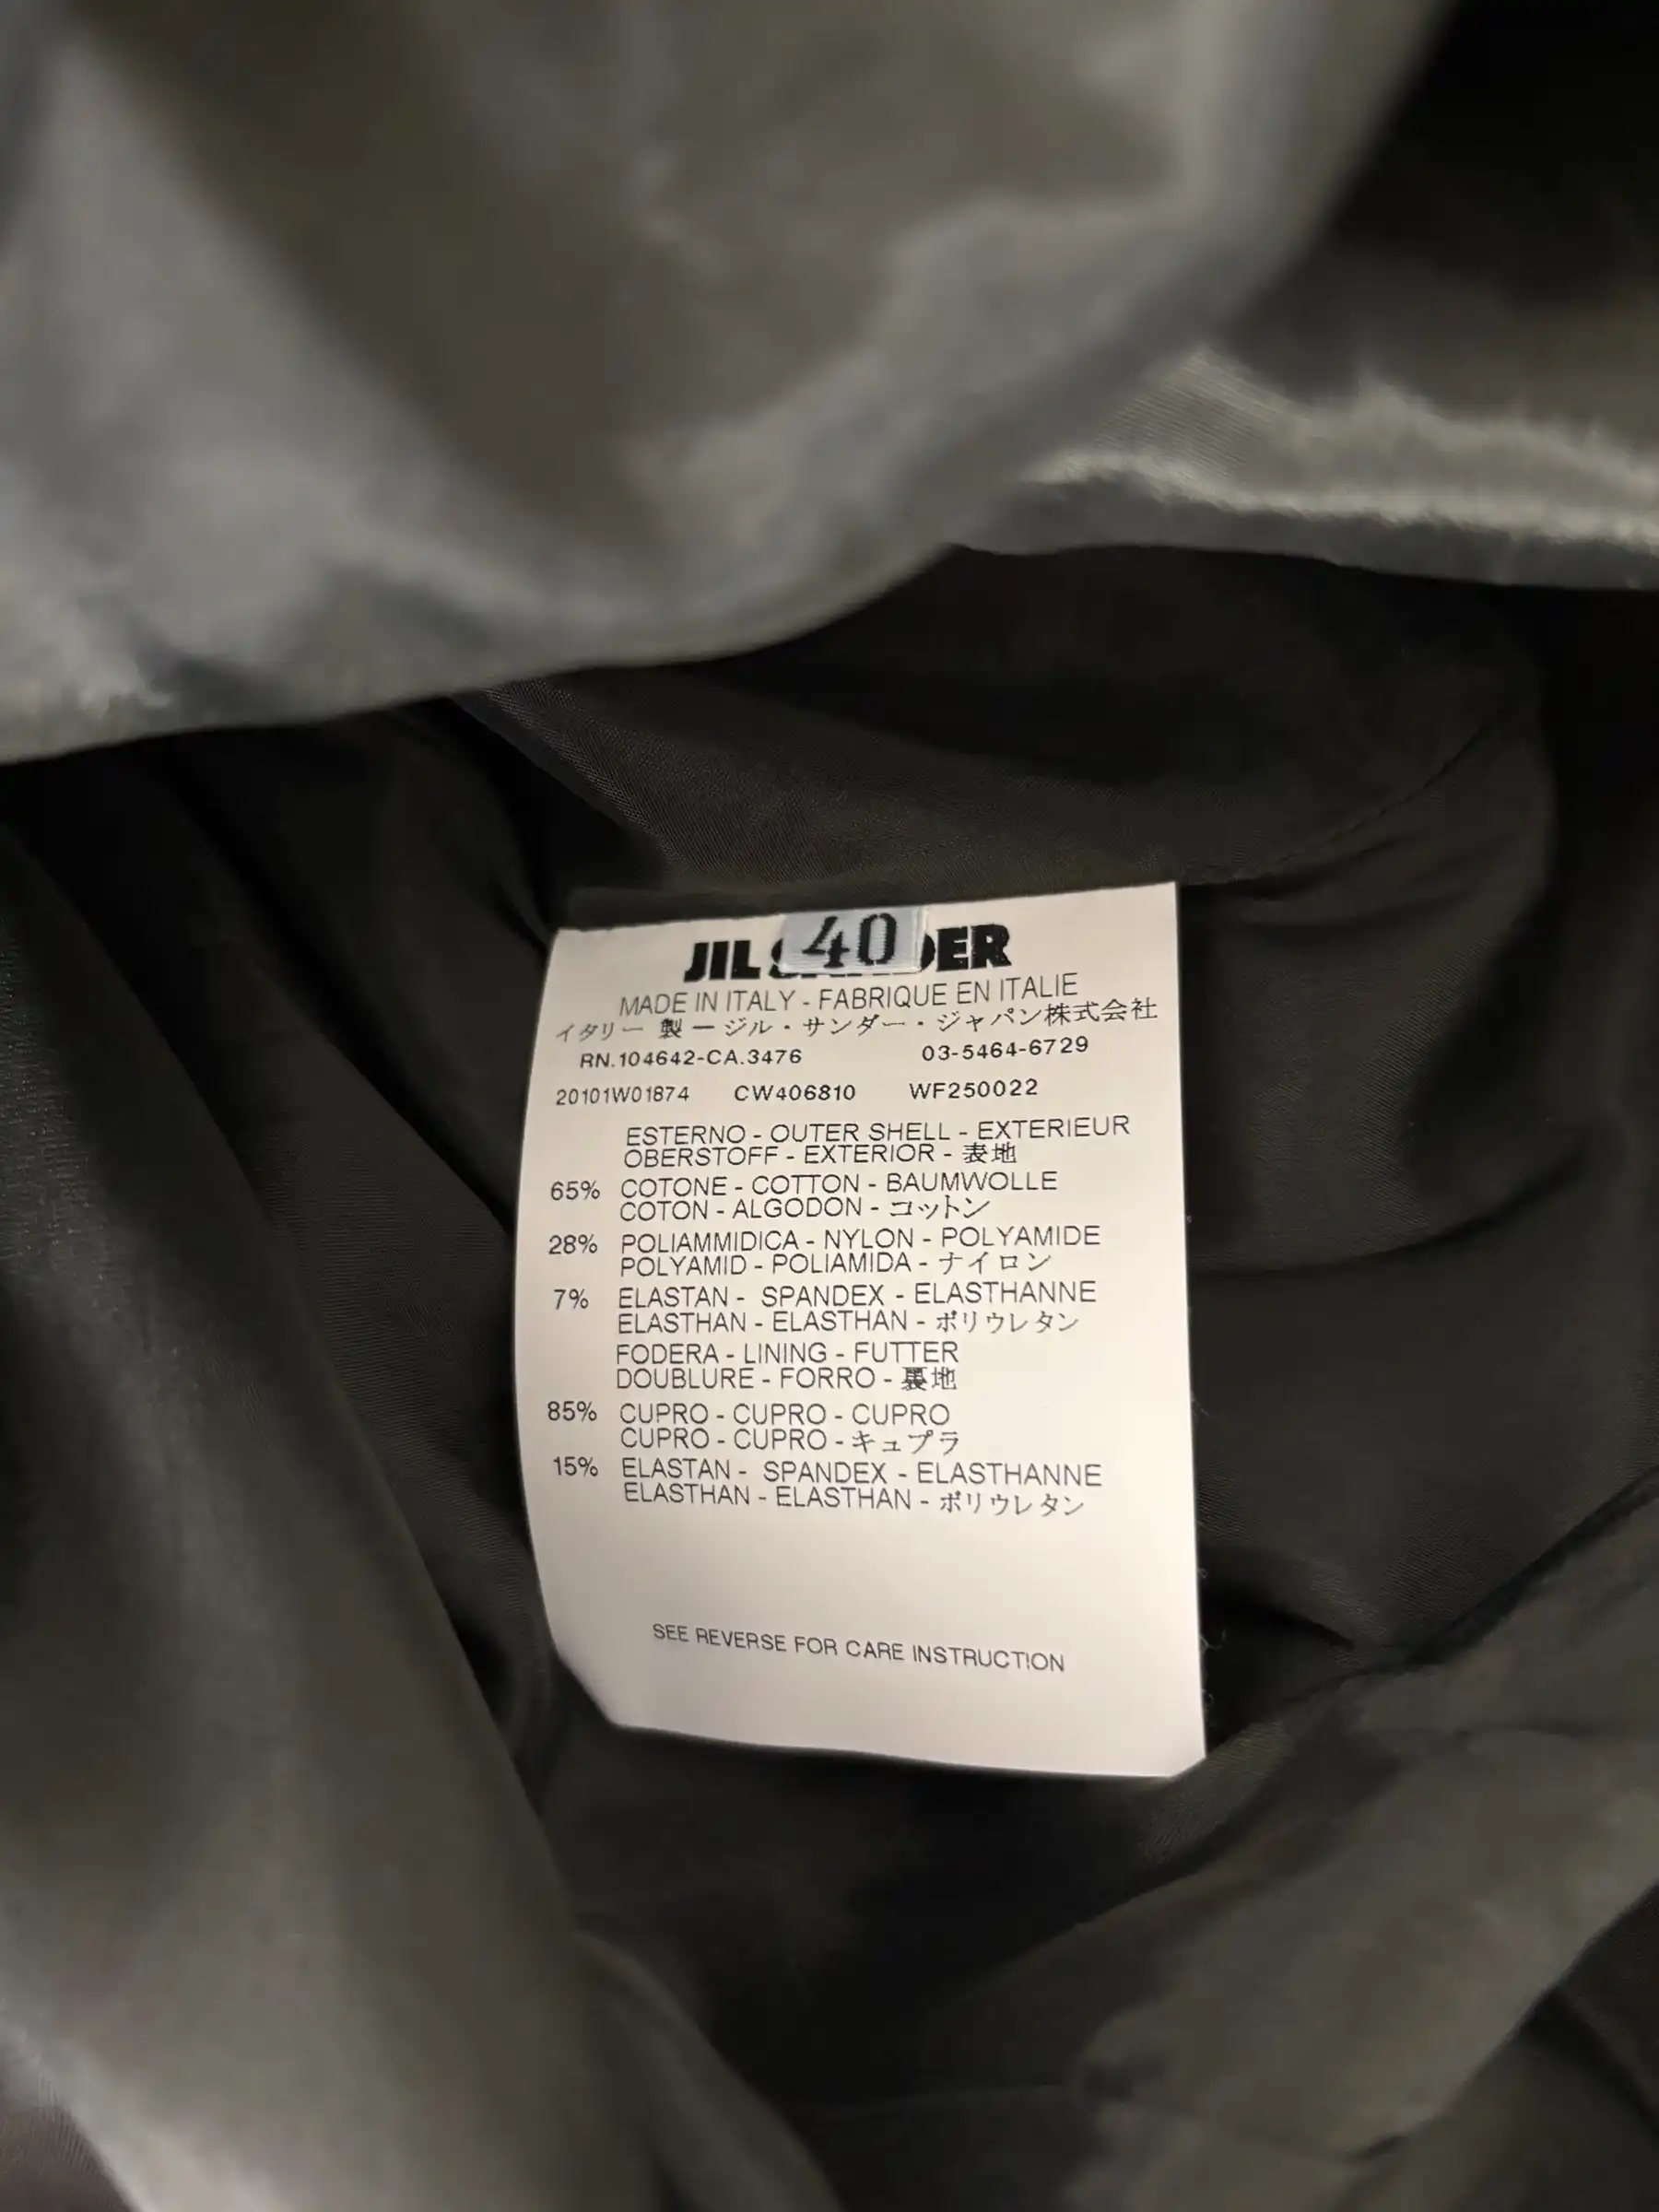 40
JIL SANDER
MADE IN ITALY - FABRIQUE EN ITALIE
イタリー 製 ー ジル・サンダー・ジャパン株式会社
RN.104642-CA.3476 03-5464-6729
20101W01874 CW406810 WF250022
ESTERNO - OUTER SHELL - EXTERIEUR
OBERSTOFF - EXTERIOR - 表地
65% COTONE - COTTON - BAUMWOLLE
COTON - ALGODON - コットン
28% POLIAMMIDICA - NYLON - POLYAMIDE
POLYAMID - POLIAMIDA - ナイロン
7% ELASTAN - SPANDEX - ELASTHANNE
ELASTHAN - ELASTHAN - ポリウレタン
FODERA - LINING - FUTTER
DOUBLURE - FORRO - 裏地
85% CUPRO - CUPRO - CUPRO
CUPRO - CUPRO - キュプラ
15% ELASTAN - SPANDEX - ELASTHANNE
ELASTHAN - ELASTHAN - ポリウレタン
SEE REVERSE FOR CARE INSTRUCTION